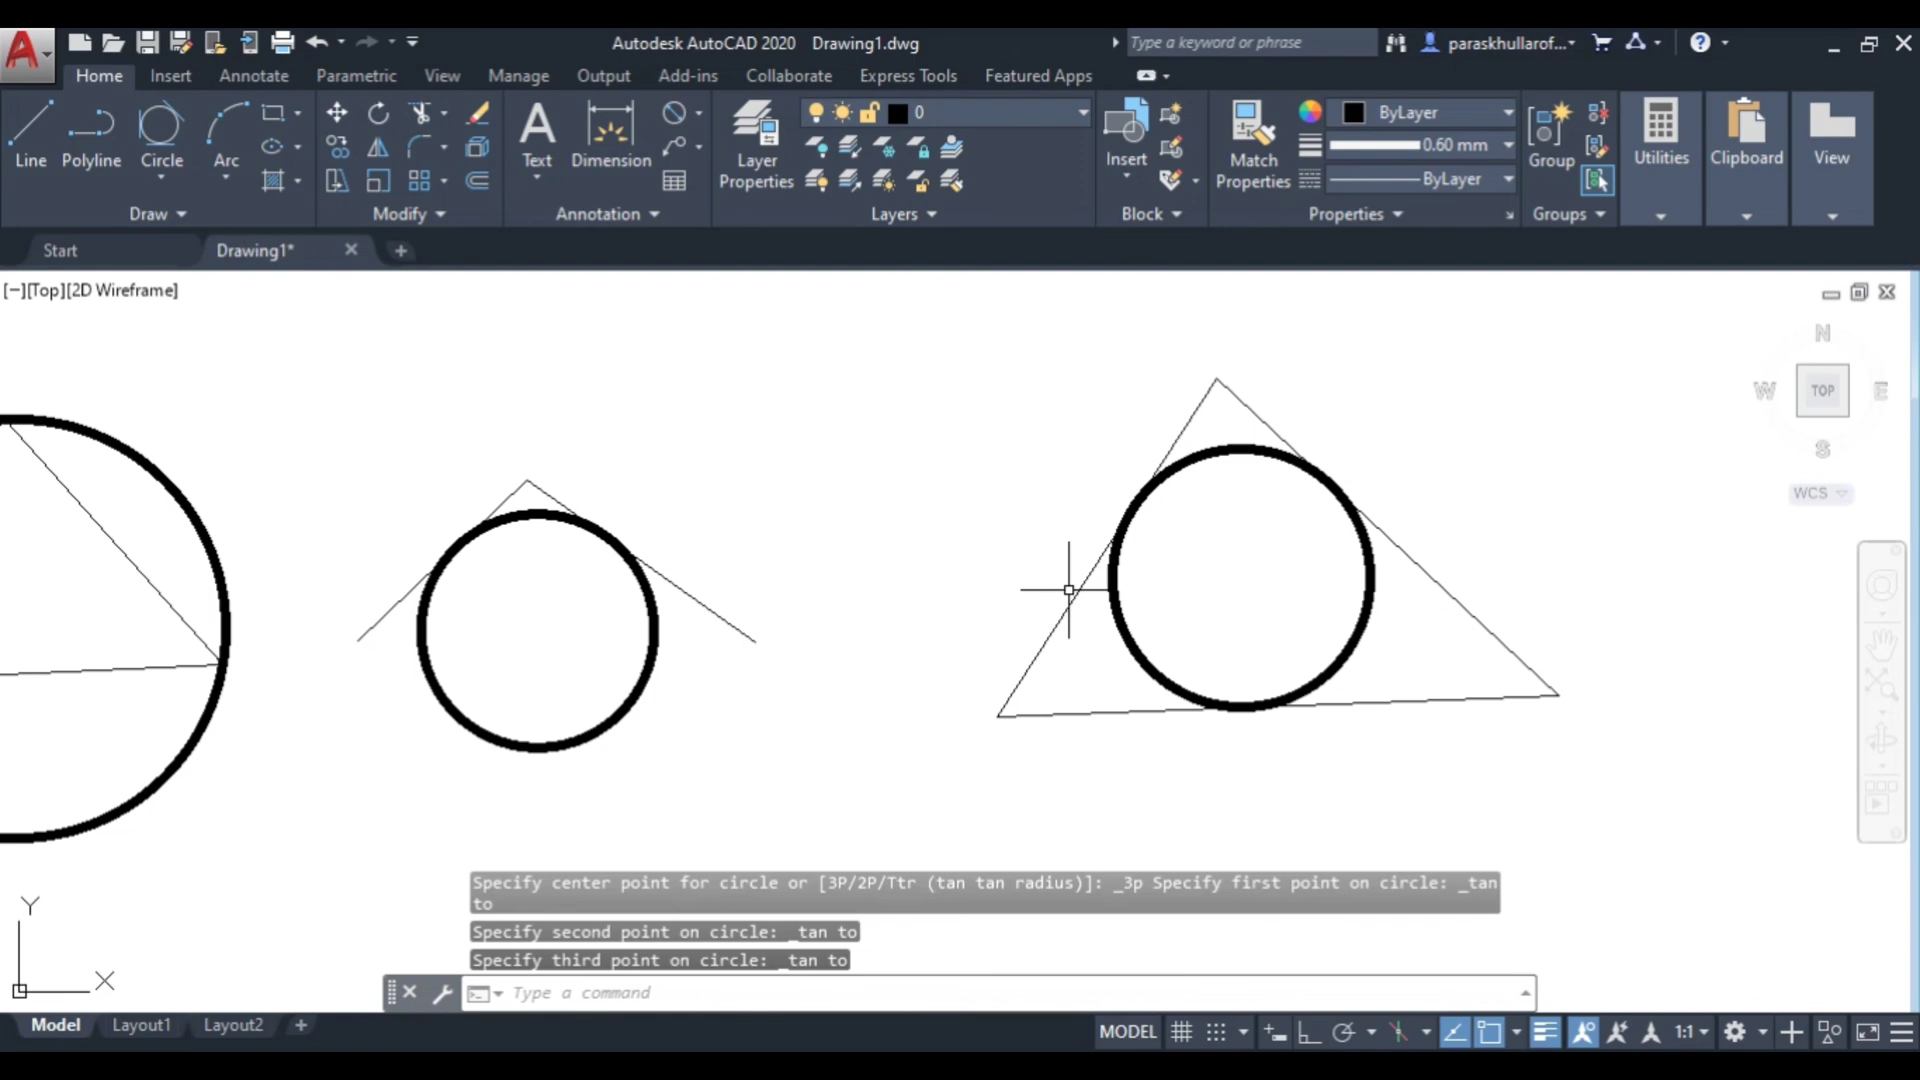 Autodesk AutoCAD 2020 Drawing1.dwg
Type a keyword or phrase
paraskhullarof...
Home Insert Annotate Parametric View Manage Output Add-ins Collaborate Express Tools Featured Apps
Line Polyline Circle Arc
Text Dimension
Layer Properties
0
Insert
Match Properties
ByLayer
0.60 mm
ByLayer
Group
Utilities
Clipboard
View
Draw Modify Annotation Layers Block Properties Groups
Start Drawing1*
[−][Top][2D Wireframe]
N
W TOP E
S
WCS
Specify center point for circle or [3P/2P/Ttr (tan tan radius)]: _3p Specify first point on circle: _tan
to
Specify second point on circle: _tan to
Specify third point on circle: _tan to
Y
X
Type a command
Model Layout1 Layout2
MODEL
1:1